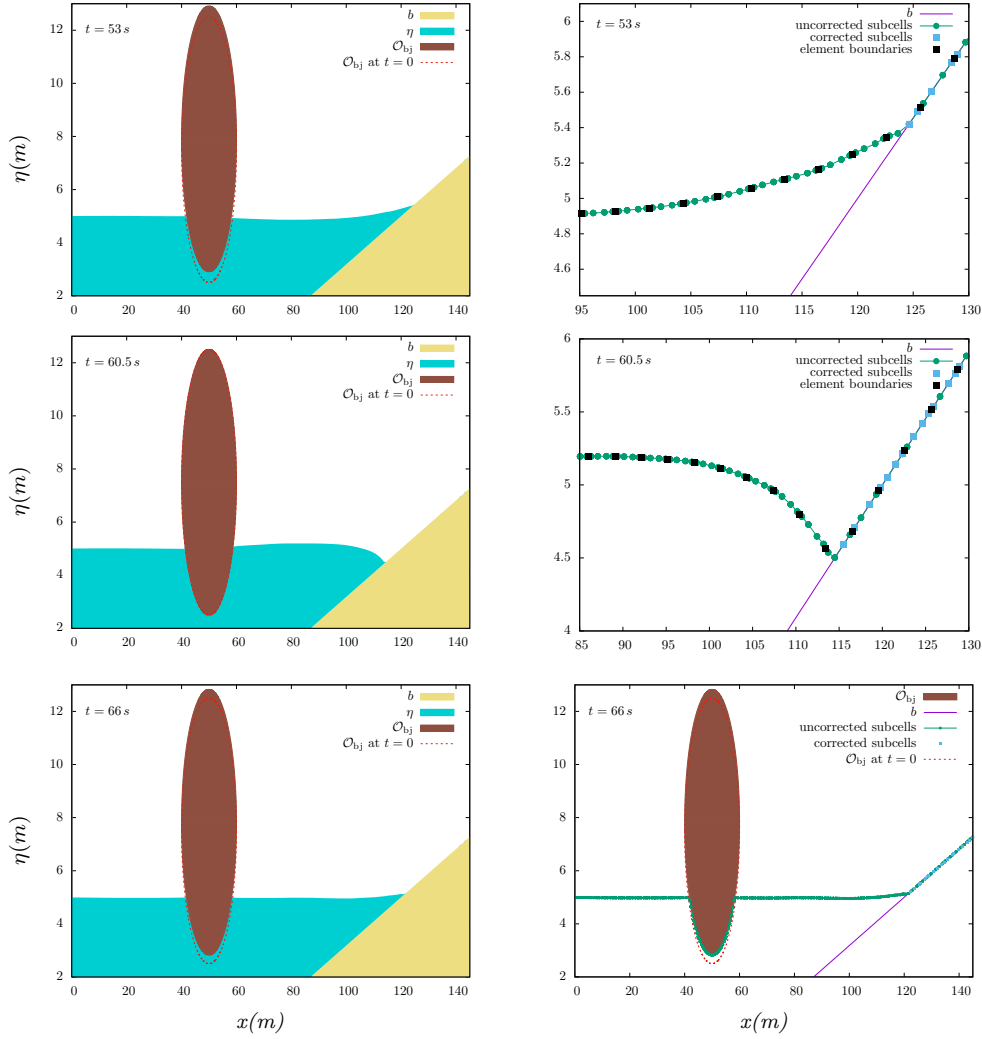 12
10
8
6
4
2
η(m)
t = 53 s
b
η
𝒪bj
𝒪bj at t = 0
0 20 40 60 80 100 120 140
6
5.8
5.6
5.4
5.2
5
4.8
4.6
t = 53 s
b
uncorrected subcells
corrected subcells
element boundaries
95 100 105 110 115 120 125 130
12
10
8
6
4
2
η(m)
t = 60.5 s
b
η
𝒪bj
𝒪bj at t = 0
0 20 40 60 80 100 120 140
6
5.5
5
4.5
4
t = 60.5 s
b
uncorrected subcells
corrected subcells
element boundaries
85 90 95 100 105 110 115 120 125 130
12
10
8
6
4
2
η(m)
t = 66 s
b
η
𝒪bj
𝒪bj at t = 0
0 20 40 60 80 100 120 140
x(m)
12
10
8
6
4
2
t = 66 s
𝒪bj
b
uncorrected subcells
corrected subcells
𝒪bj at t = 0
0 20 40 60 80 100 120 140
x(m)